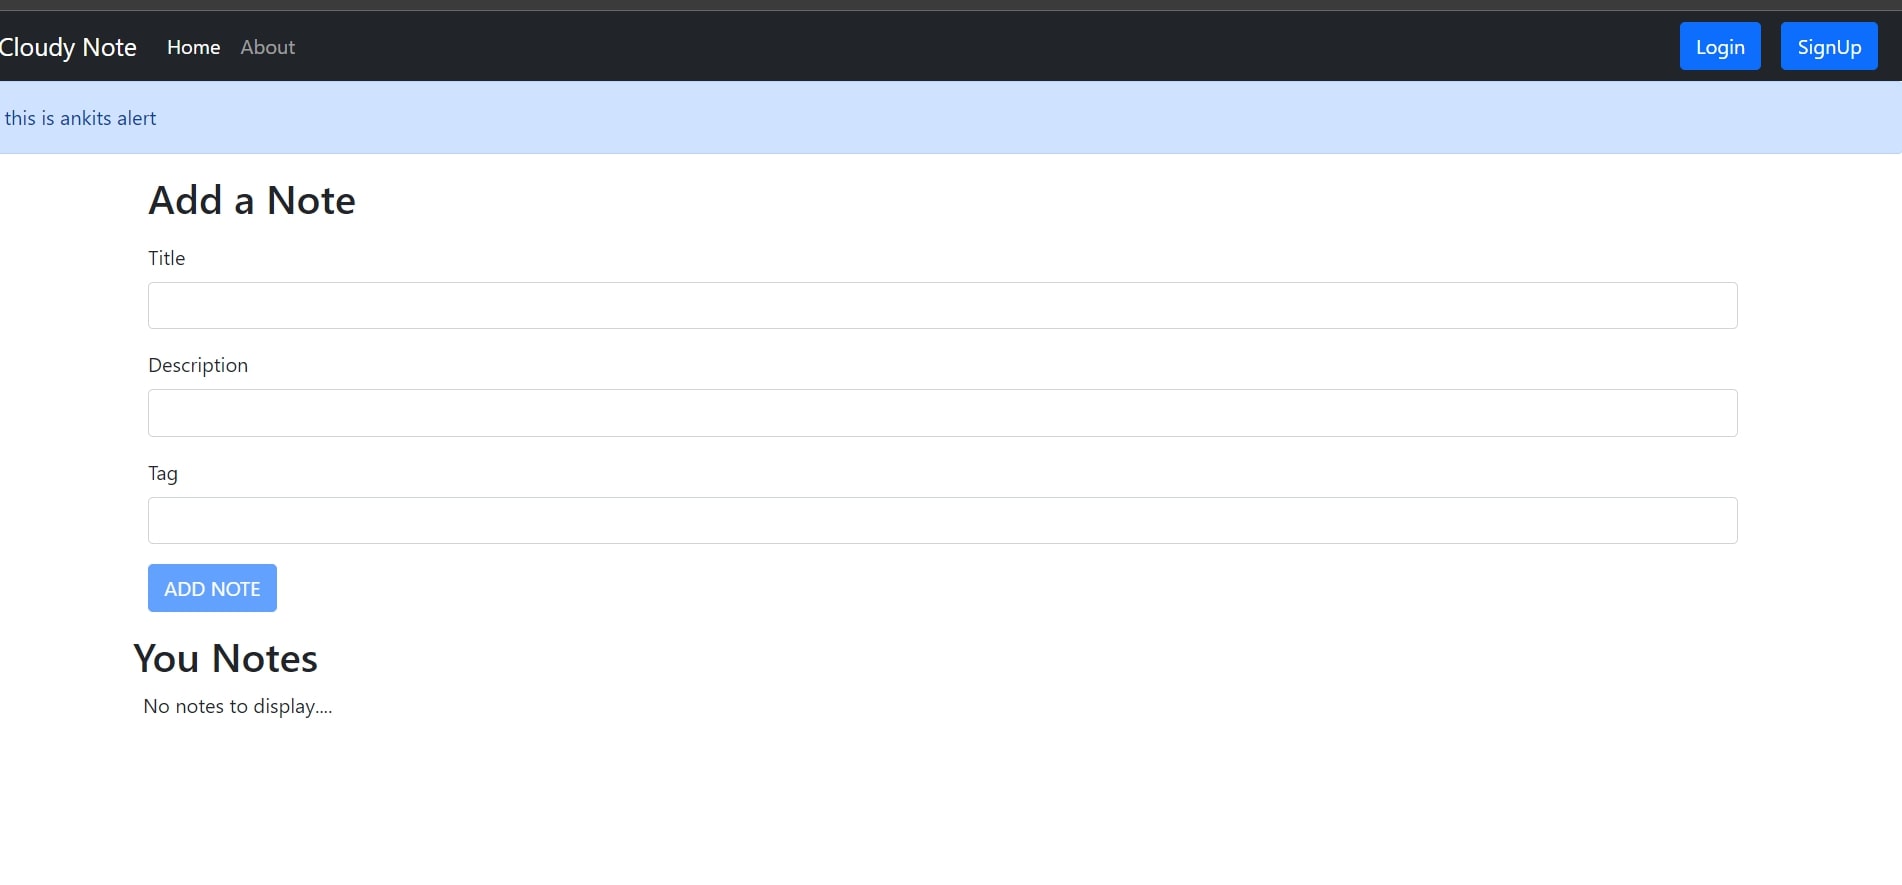 Cloudy Note Home About Login SignUp
this is ankits alert
Add a Note
Title
Description
Tag
ADD NOTE
You Notes
No notes to display....